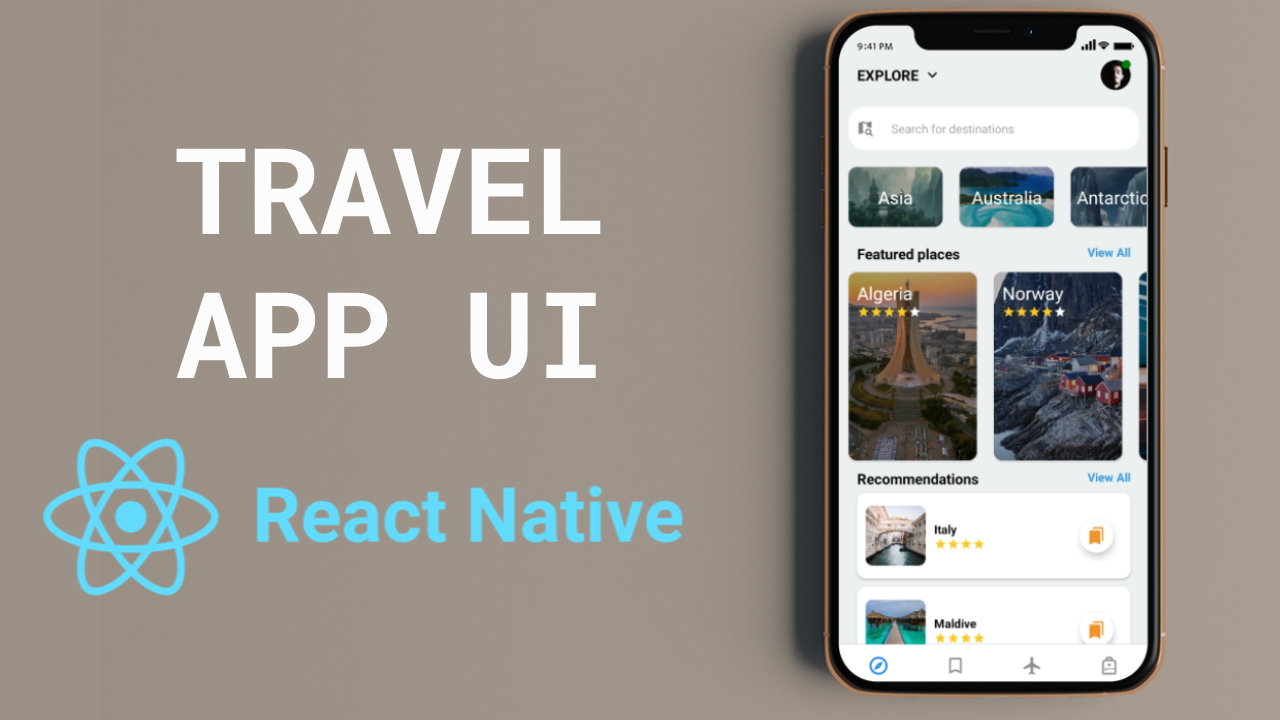 TRAVEL
APP UI
React Native
9:41 PM
EXPLORE
Search for destinations
Asia
Australia
Antarctic
Featured places
View All
Algeria
Norway
Recommendations
View All
Italy
Maldive